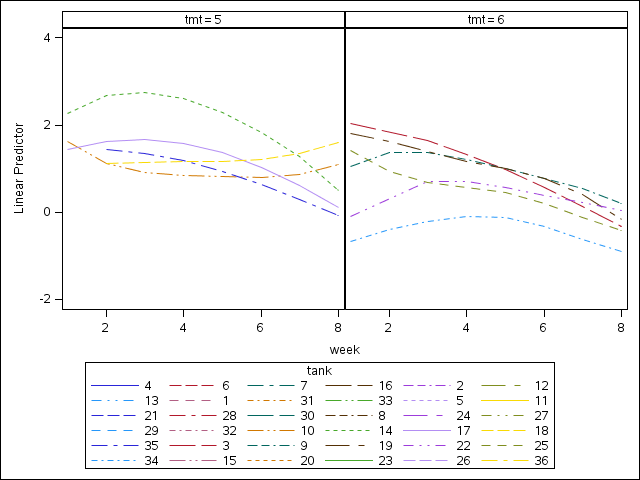 tmt = 5 tmt = 6
4
2
0
-2
Linear Predictor
2 4 6 8 2 4 6 8
week
tank
4 6 7 16 2 12
13 1 31 33 5 11
21 28 30 8 24 27
29 32 10 14 17 18
35 3 9 19 22 25
34 15 20 23 26 36